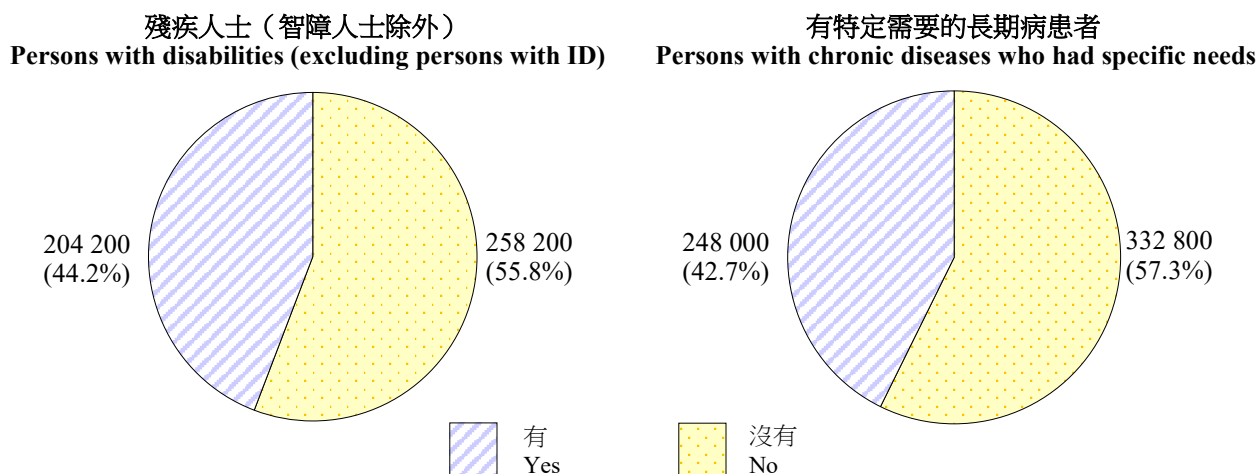 殘疾人士（智障人士除外）
Persons with disabilities (excluding persons with ID)
204 200
(44.2%)
258 200
(55.8%)
有特定需要的長期病患者
Persons with chronic diseases who had specific needs
248 000
(42.7%)
332 800
(57.3%)
有
Yes
沒有
No